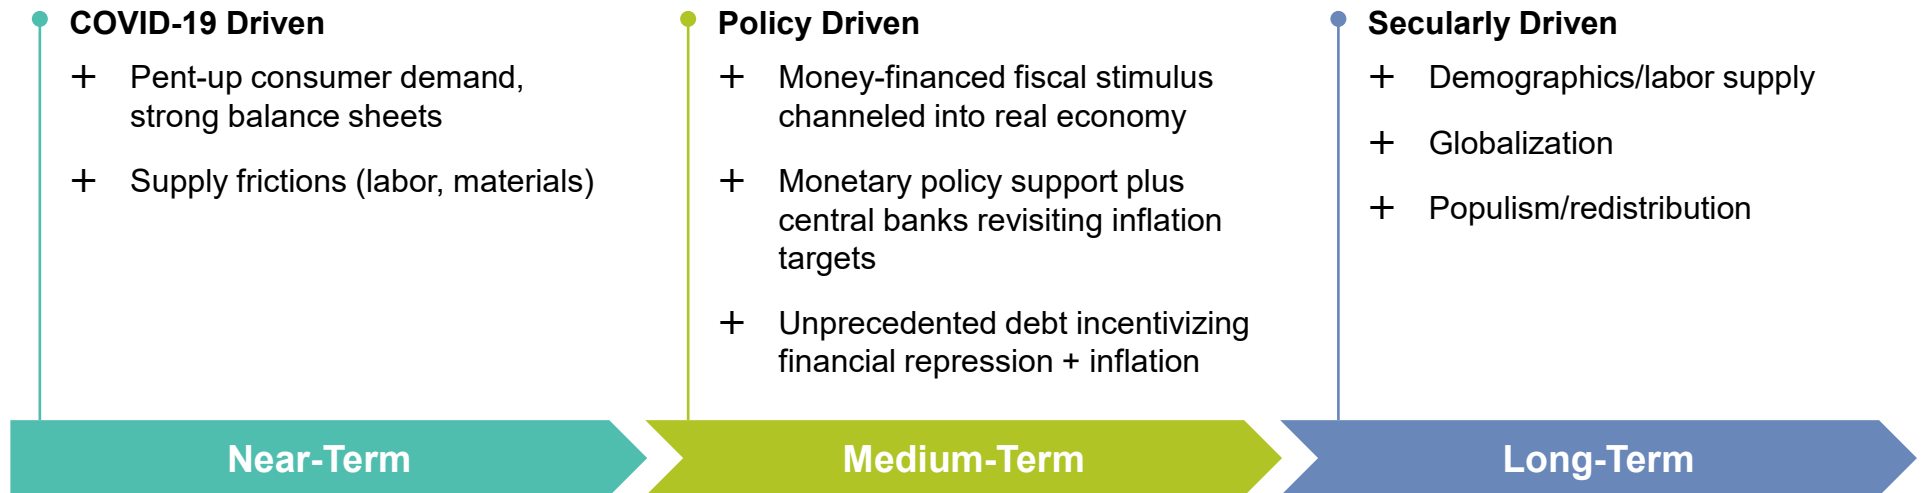 COVID-19 Driven
+ Pent-up consumer demand,
strong balance sheets
+ Supply frictions (labor, materials)
Policy Driven
+ Money-financed fiscal stimulus
channeled into real economy
+ Monetary policy support plus
central banks revisiting inflation
targets
+ Unprecedented debt incentivizing
financial repression + inflation
Secularly Driven
+ Demographics/labor supply
+ Globalization
+ Populism/redistribution
Near-Term
Medium-Term
Long-Term